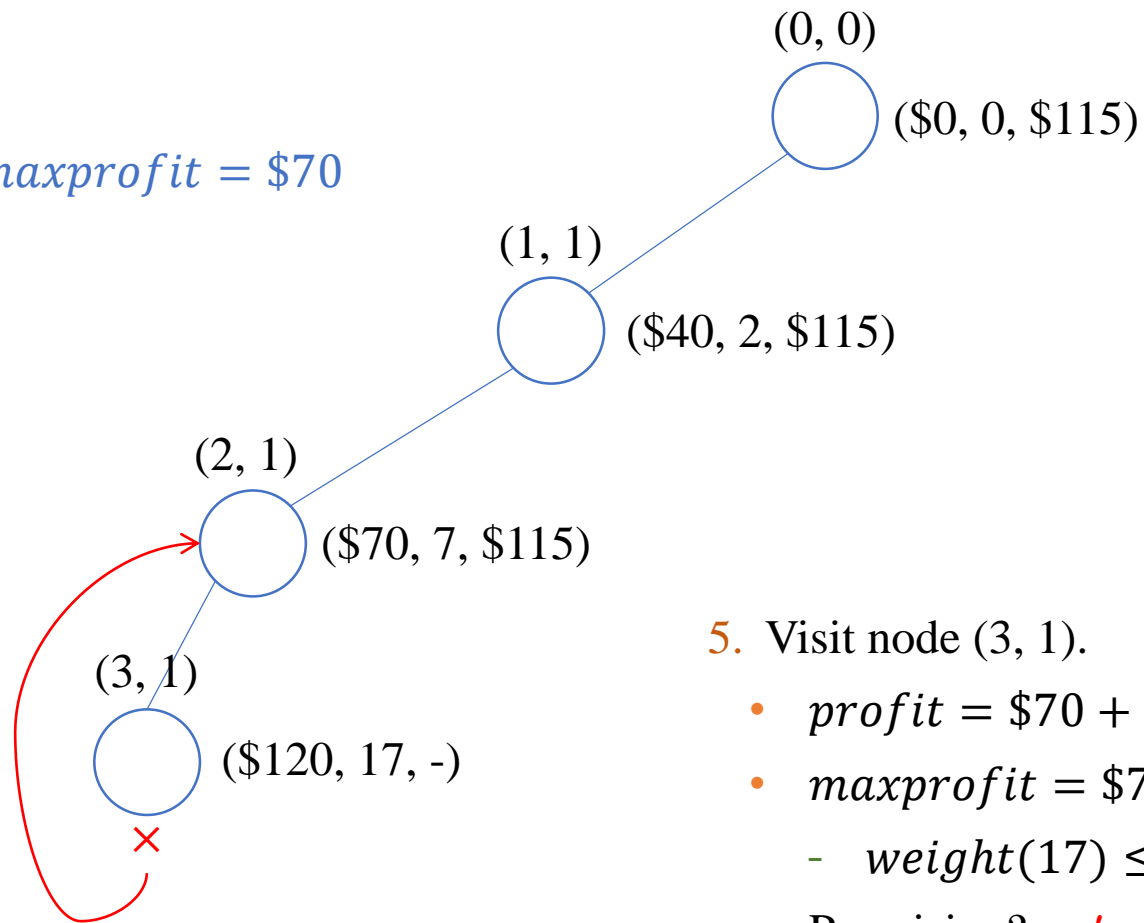 (0, 0)
($0, 0, $115)
maxprofit = $70
(1, 1)
($40, 2, $115)
(2, 1)
($70, 7, $115)
5. Visit node (3, 1).
(3, 1)
• profit = $70 +
($120, 17, -)
• maxprofit = $7
- weight(17) ≤